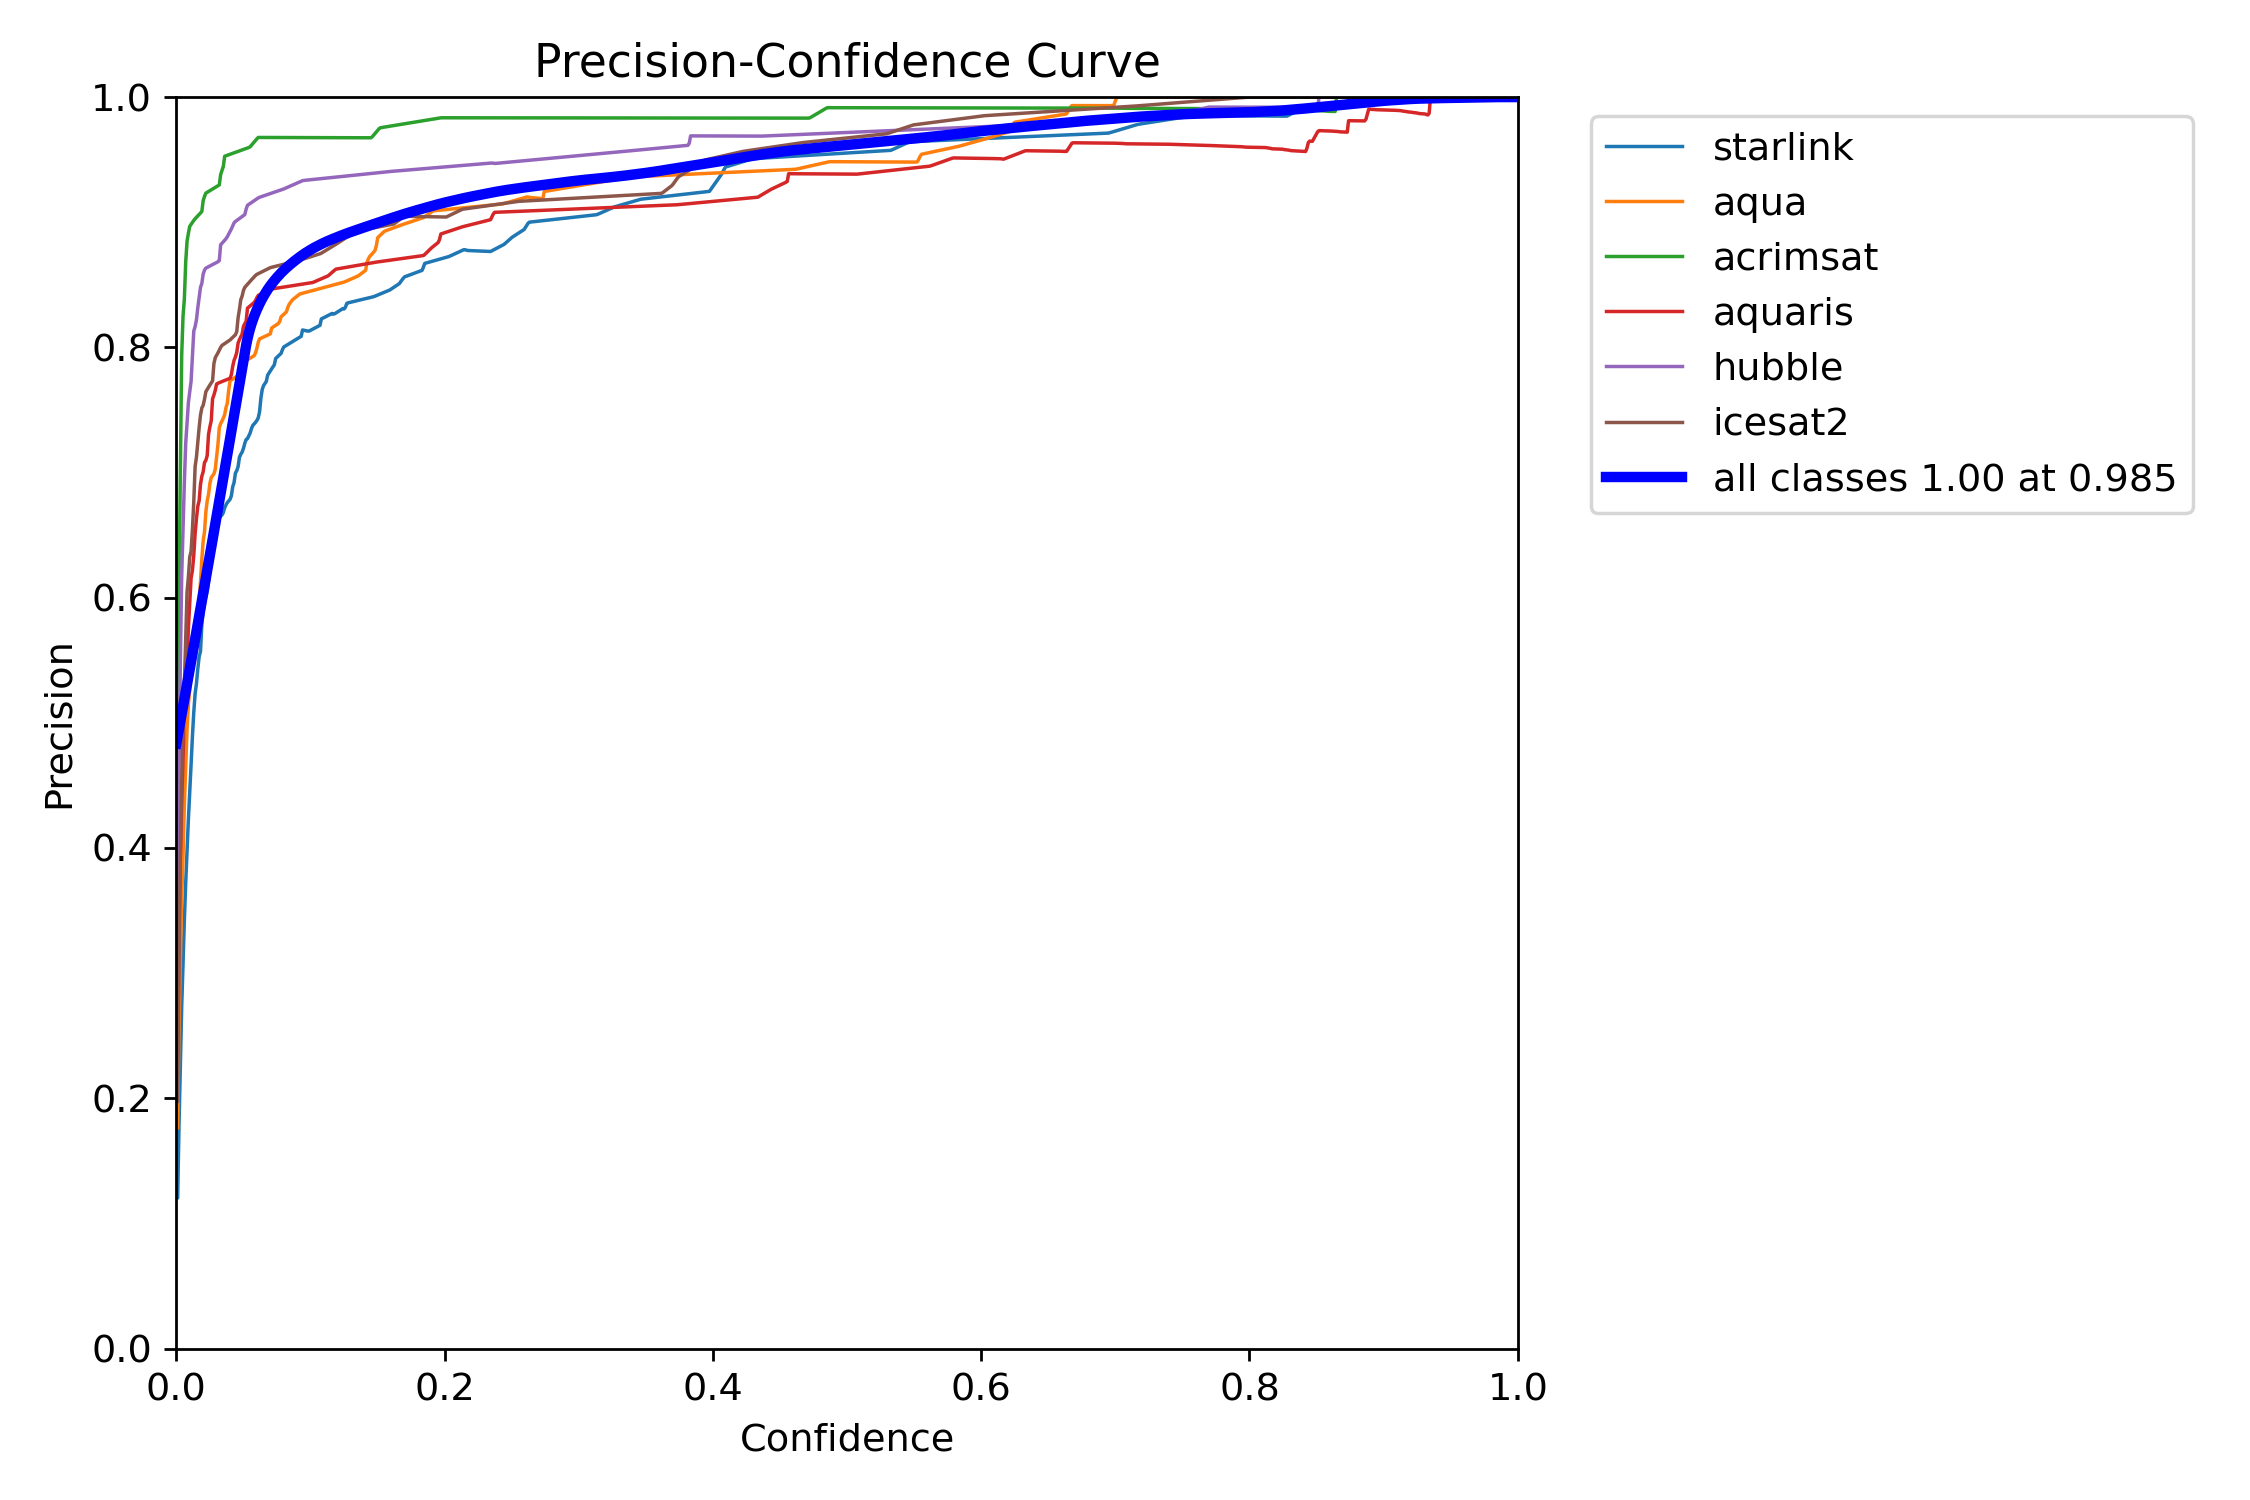 Precision-Confidence Curve
1.0
0.8
0.6
0.4
0.2
0.0
Precision
0.0 0.2 0.4 0.6 0.8 1.0
Confidence
starlink
aqua
acrimsat
aquaris
hubble
icesat2
all classes 1.00 at 0.985